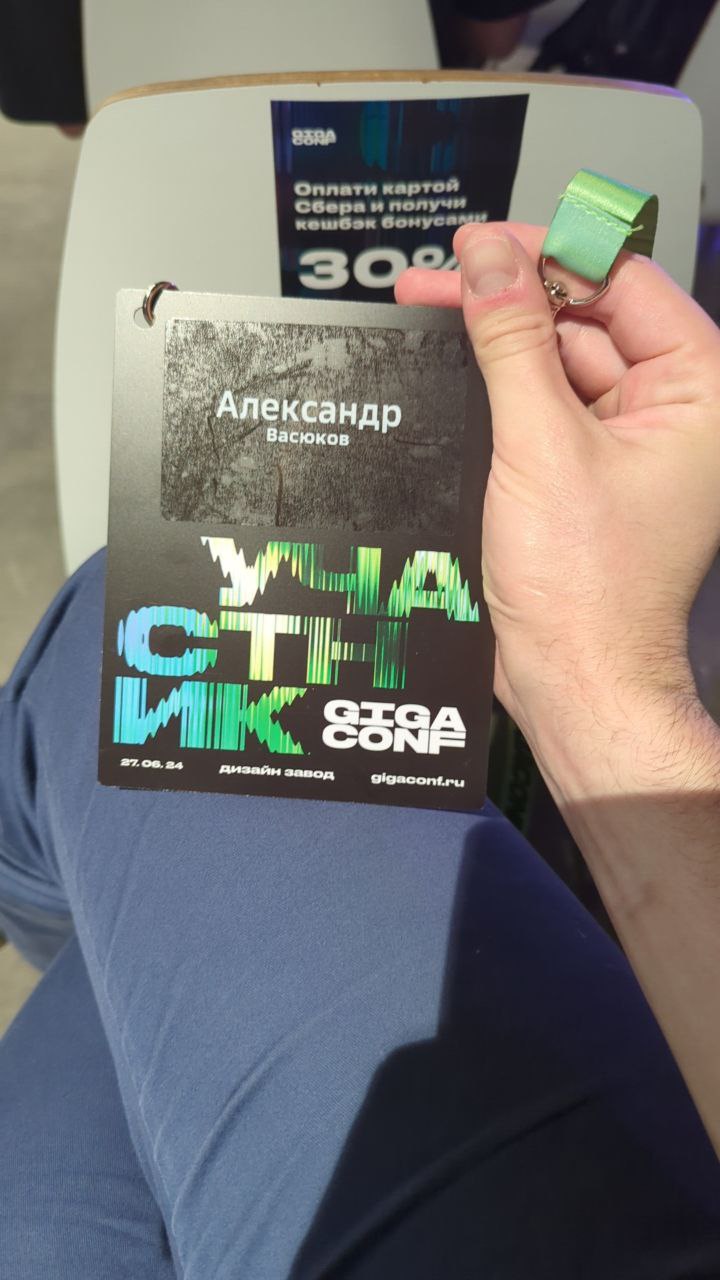 GIGA
CONF
Оплати картой
Сбера и получи
кешбэк бонусами
30%
Александр
Васюков
УЧА
СТН
ИК
GIGA
CONF
27. 06. 24
дизайн завод
gigaconf.ru